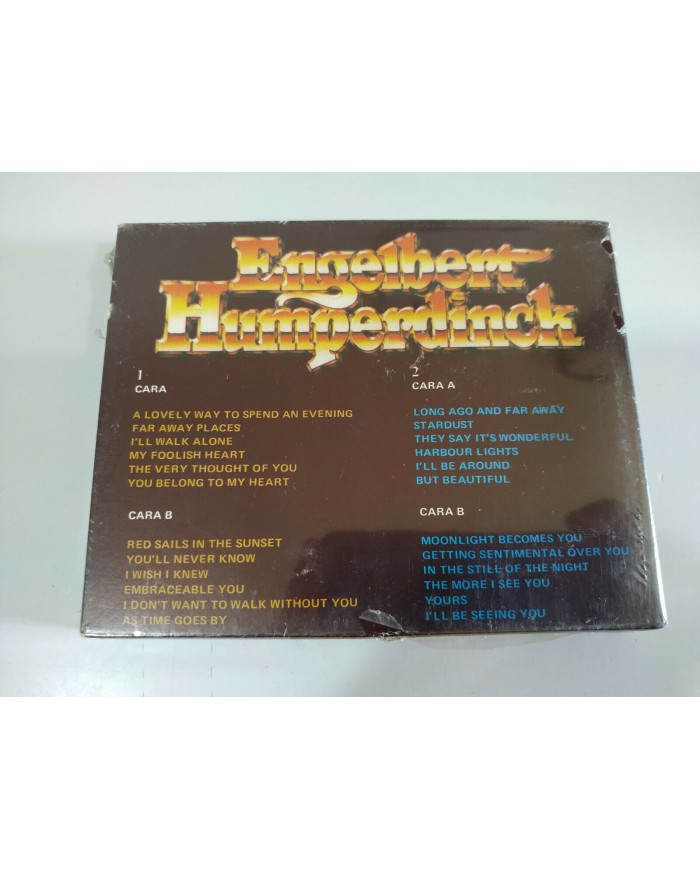 Engelbert
Humperdinck
1
CARA
A LOVELY WAY TO SPEND AN EVENING
FAR AWAY PLACES
I'LL WALK ALONE
MY FOOLISH HEART
THE VERY THOUGHT OF YOU
YOU BELONG TO MY HEART
CARA B
RED SAILS IN THE SUNSET
YOU'LL NEVER KNOW
I WISH I KNEW
EMBRACEABLE YOU
I DON'T WANT TO WALK WITHOUT YOU
AS TIME GOES BY
2
CARA A
LONG AGO AND FAR AWAY
STARDUST
THEY SAY IT'S WONDERFUL
HARBOUR LIGHTS
I'LL BE AROUND
BUT BEAUTIFUL
CARA B
MOONLIGHT BECOMES YOU
GETTING SENTIMENTAL OVER YOU
IN THE STILL OF THE NIGHT
THE MORE I SEE YOU
YOURS
I'LL BE SEEING YOU